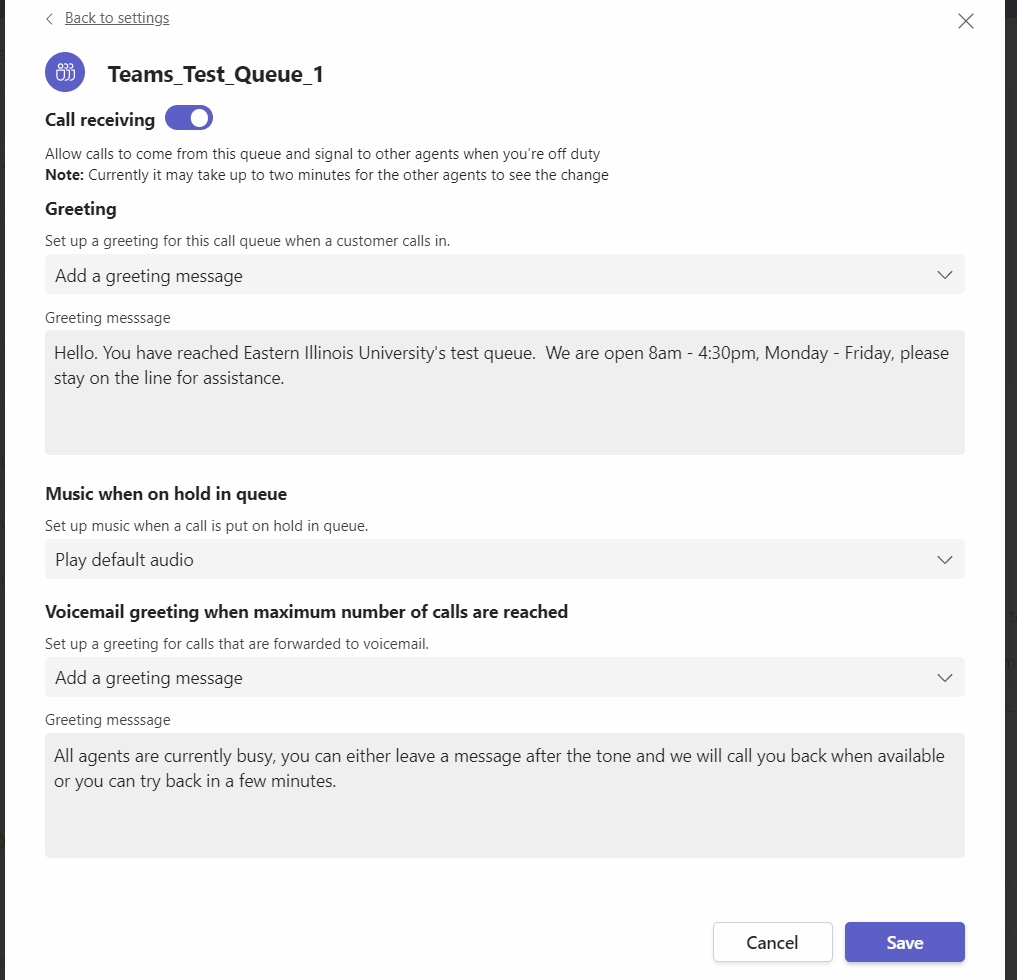 Back to settings
Teams_Test_Queue_1
Call receiving
Allow calls to come from this queue and signal to other agents when you’re off duty
Note: Currently it may take up to two minutes for the other agents to see the change
Greeting
Set up a greeting for this call queue when a customer calls in.
Add a greeting message
Greeting messsage
Hello. You have reached Eastern Illinois University's test queue.  We are open 8am - 4:30pm, Monday - Friday, please
stay on the line for assistance.
Music when on hold in queue
Set up music when a call is put on hold in queue.
Play default audio
Voicemail greeting when maximum number of calls are reached
Set up a greeting for calls that are forwarded to voicemail.
Add a greeting message
Greeting messsage
All agents are currently busy, you can either leave a message after the tone and we will call you back when available
or you can try back in a few minutes.
Cancel
Save